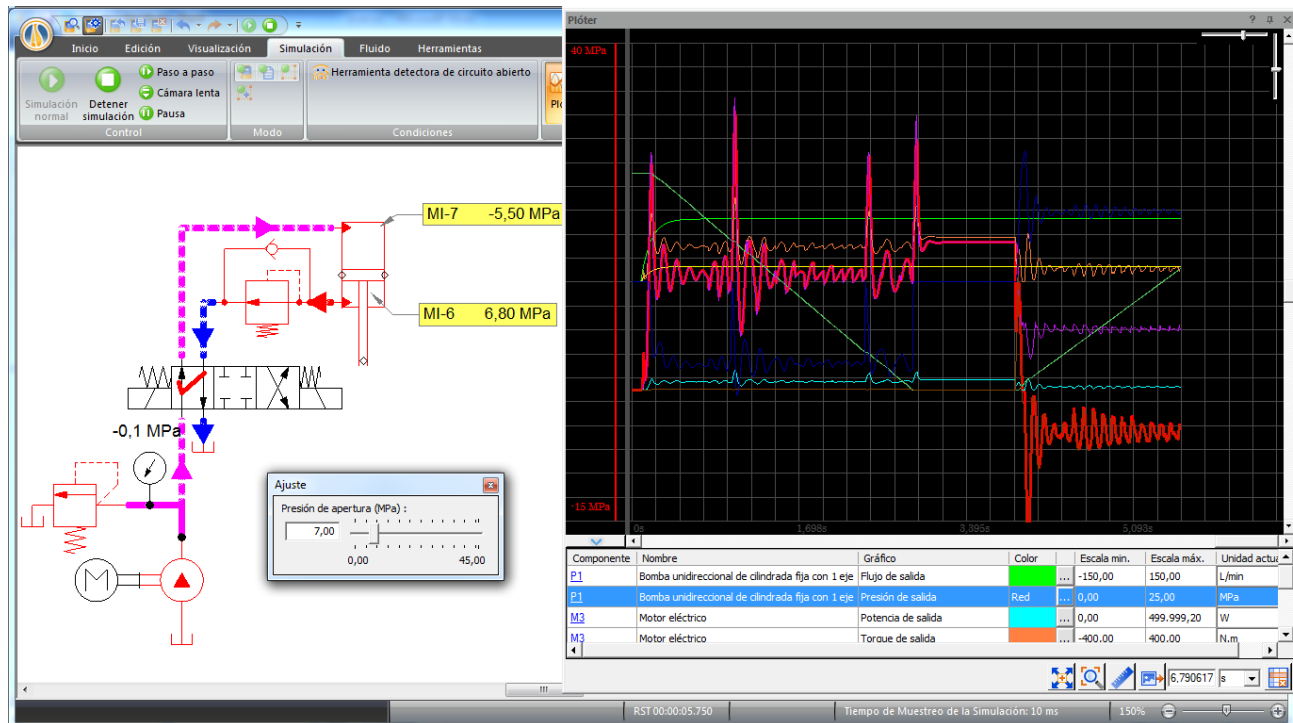 Inicio Edición Visualización Simulación Fluido Herramientas
Simulación normal
Detener simulación
Paso a paso
Cámara lenta
Pausa
Herramienta detectora de circuito abierto
Control Modo Condiciones
MI-7 -5,50 MPa
MI-6 6,80 MPa
-0,1 MPa
M
Ajuste
Presión de apertura (MPa) :
7,00
0,00 45,00
RST 00:00:05.750 Tiempo de Muestreo de la Simulación: 10 ms 150%
Plóter
40 MPa
-15 MPa
0s 1,698s 3,395s 5,093s
Componente Nombre Gráfico Color Escala min. Escala máx. Unidad actua
P1 Bomba unidireccional de cilindrada fija con 1 eje Flujo de salida ... -150,00 150,00 L/min
P1 Bomba unidireccional de cilindrada fija con 1 eje Presión de salida Red ... 0,00 25,00 MPa
M3 Motor eléctrico Potencia de salida ... 0,00 499.999,20 W
M3 Motor eléctrico Torque de salida ... -400,00 400,00 N.m
6,790617 s